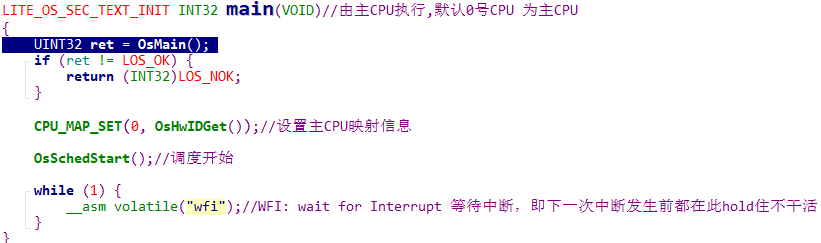 LITE_OS_SEC_TEXT_INIT INT32 main(VOID)//由主CPU执行,默认0号CPU 为主CPU
{
    UINT32 ret = OsMain();
    if (ret != LOS_OK) {
        return (INT32)LOS_NOK;
    }

    CPU_MAP_SET(0, OsHwIDGet());//设置主CPU映射信息

    OsSchedStart();//调度开始

    while (1) {
        __asm volatile("wfi");//WFI: wait for Interrupt 等待中断，即下一次中断发生前都在此hold住不干活
    }
}